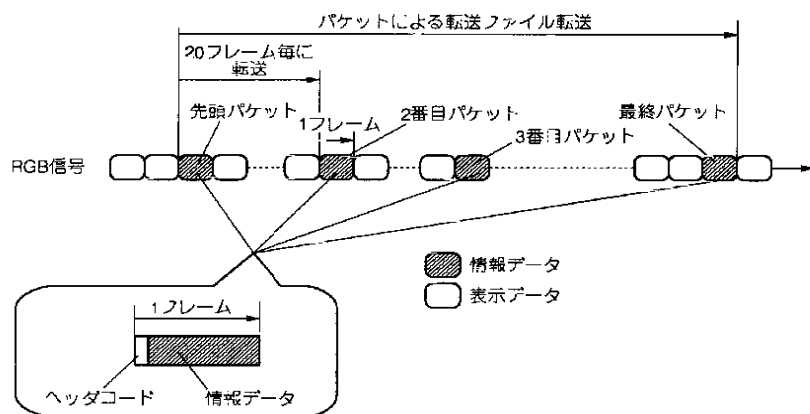 パケットによる転送ファイル転送
20フレーム毎に
転送
先頭パケット
2番目パケット
1フレーム
3番目パケット
最終パケット
RGB信号
情報データ
表示データ
1フレーム
ヘッダコード
情報データ